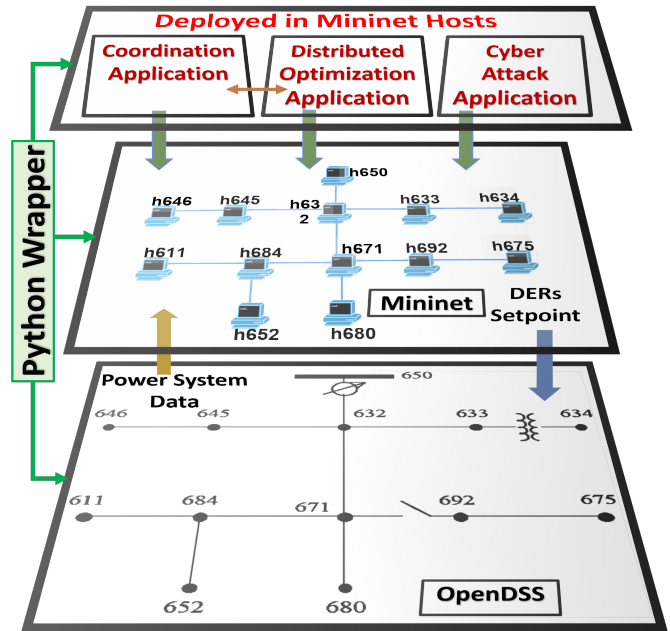 Deployed in Mininet Hosts
Coordination
Application
Distributed
Optimization
Application
Cyber
Attack
Application
Python Wrapper
h650
h646
h645
h63
2
h633
h634
h611
h684
h671
h692
h675
h652
h680
Mininet
DERs
Setpoint
Power System
Data
650
646
645
632
633
634
611
684
671
692
675
652
680
OpenDSS